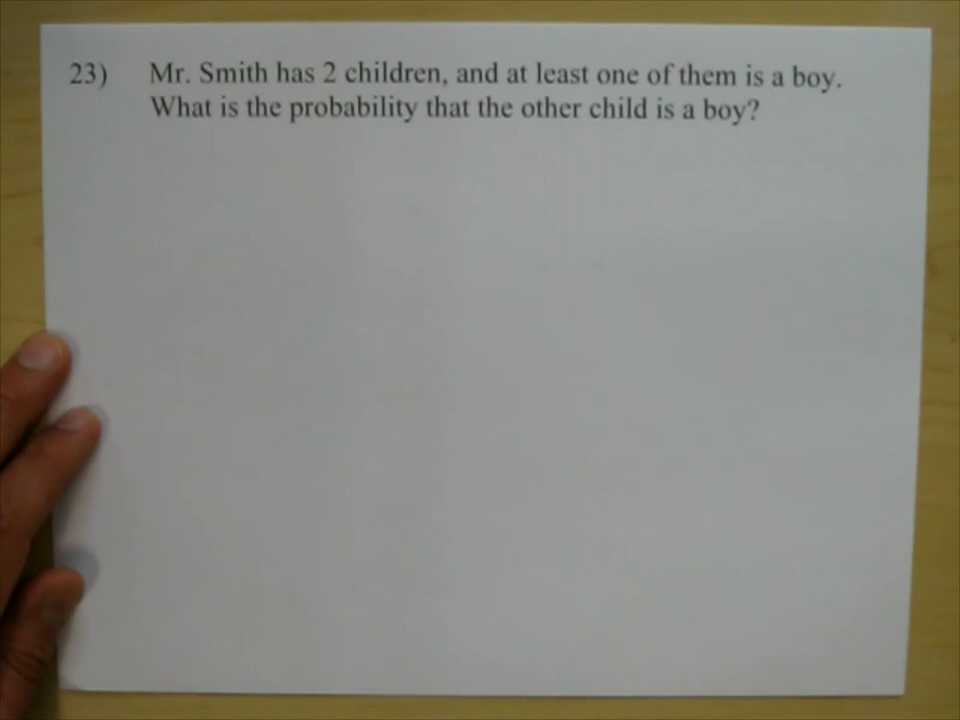 23) Mr. Smith has 2 children, and at least one of them is a boy.
What is the probability that the other child is a boy?